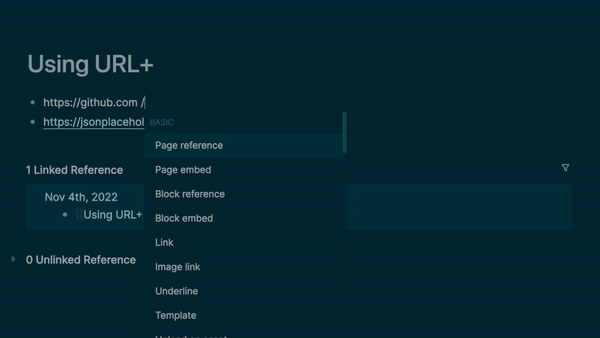 Using URL+
https://github.com /
https://jsonplacehol
BASIC
Page reference
Page embed
Block reference
Block embed
Link
Image link
Underline
Template
1 Linked Reference
Nov 4th, 2022
[[Using URL+
0 Unlinked Reference